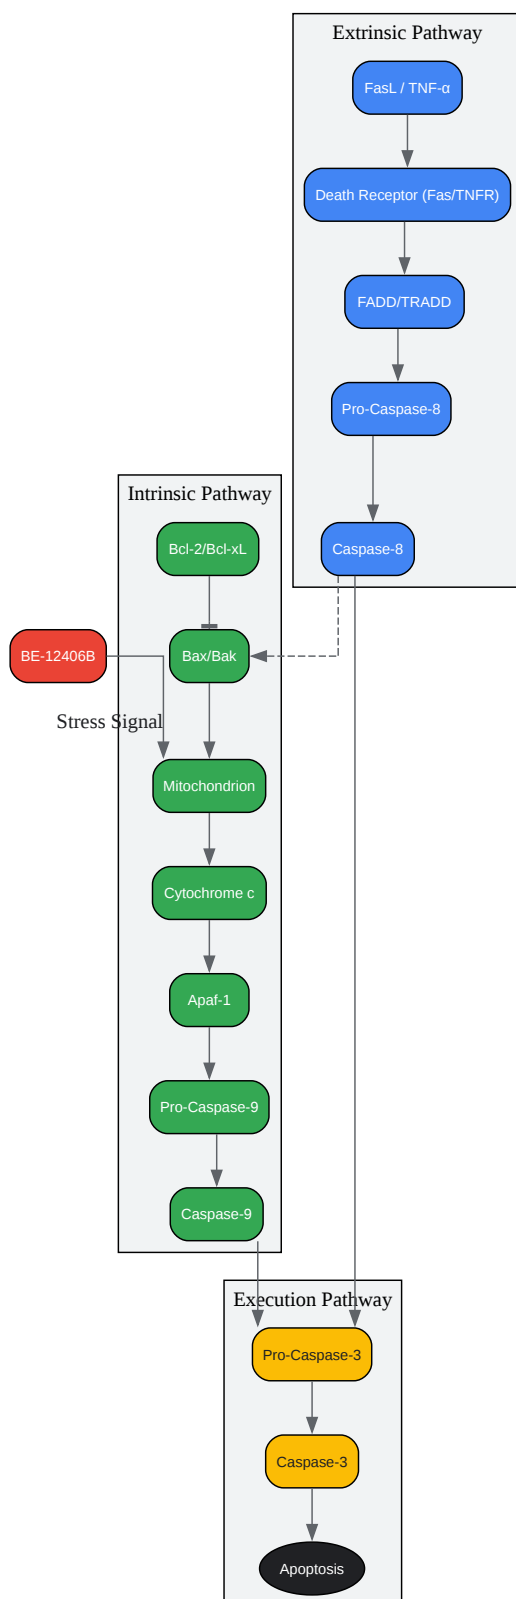 Extrinsic Pathway
FasL / TNF-α
Death Receptor (Fas/TNFR)
FADD/TRADD
Pro-Caspase-8
Caspase-8
Intrinsic Pathway
Bcl-2/Bcl-xL
BE-12406B
Bax/Bak
Stress Signal
Mitochondrion
Cytochrome c
Apaf-1
Pro-Caspase-9
Caspase-9
Execution Pathway
Pro-Caspase-3
Caspase-3
Apoptosis